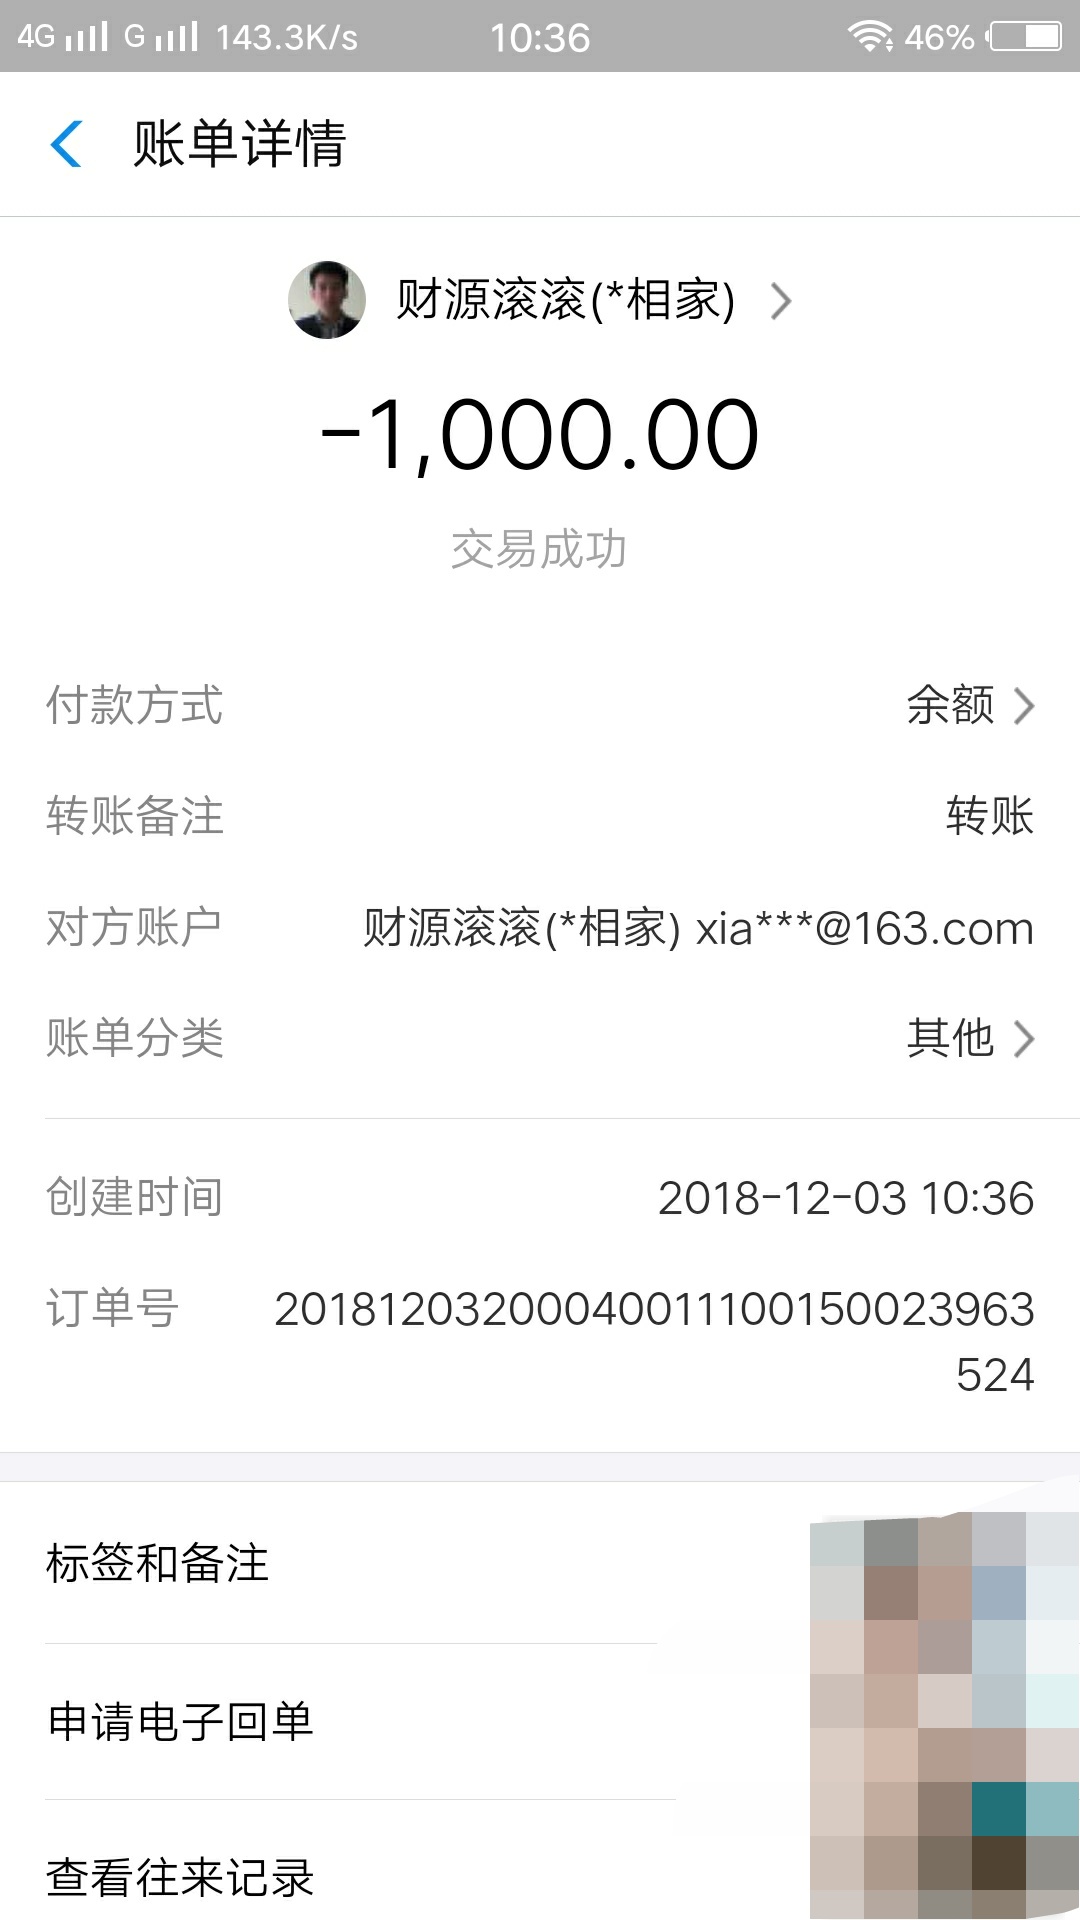 4G G 143.3K/s 10:36 46%
账单详情
财源滚滚(*相家)
-1,000.00
交易成功
付款方式 余额
转账备注 转账
对方账户 财源滚滚(*相家) xia***@163.com
账单分类 其他
创建时间 2018-12-03 10:36
订单号 20181203200040011100150023963
524
标签和备注
申请电子回单
查看往来记录